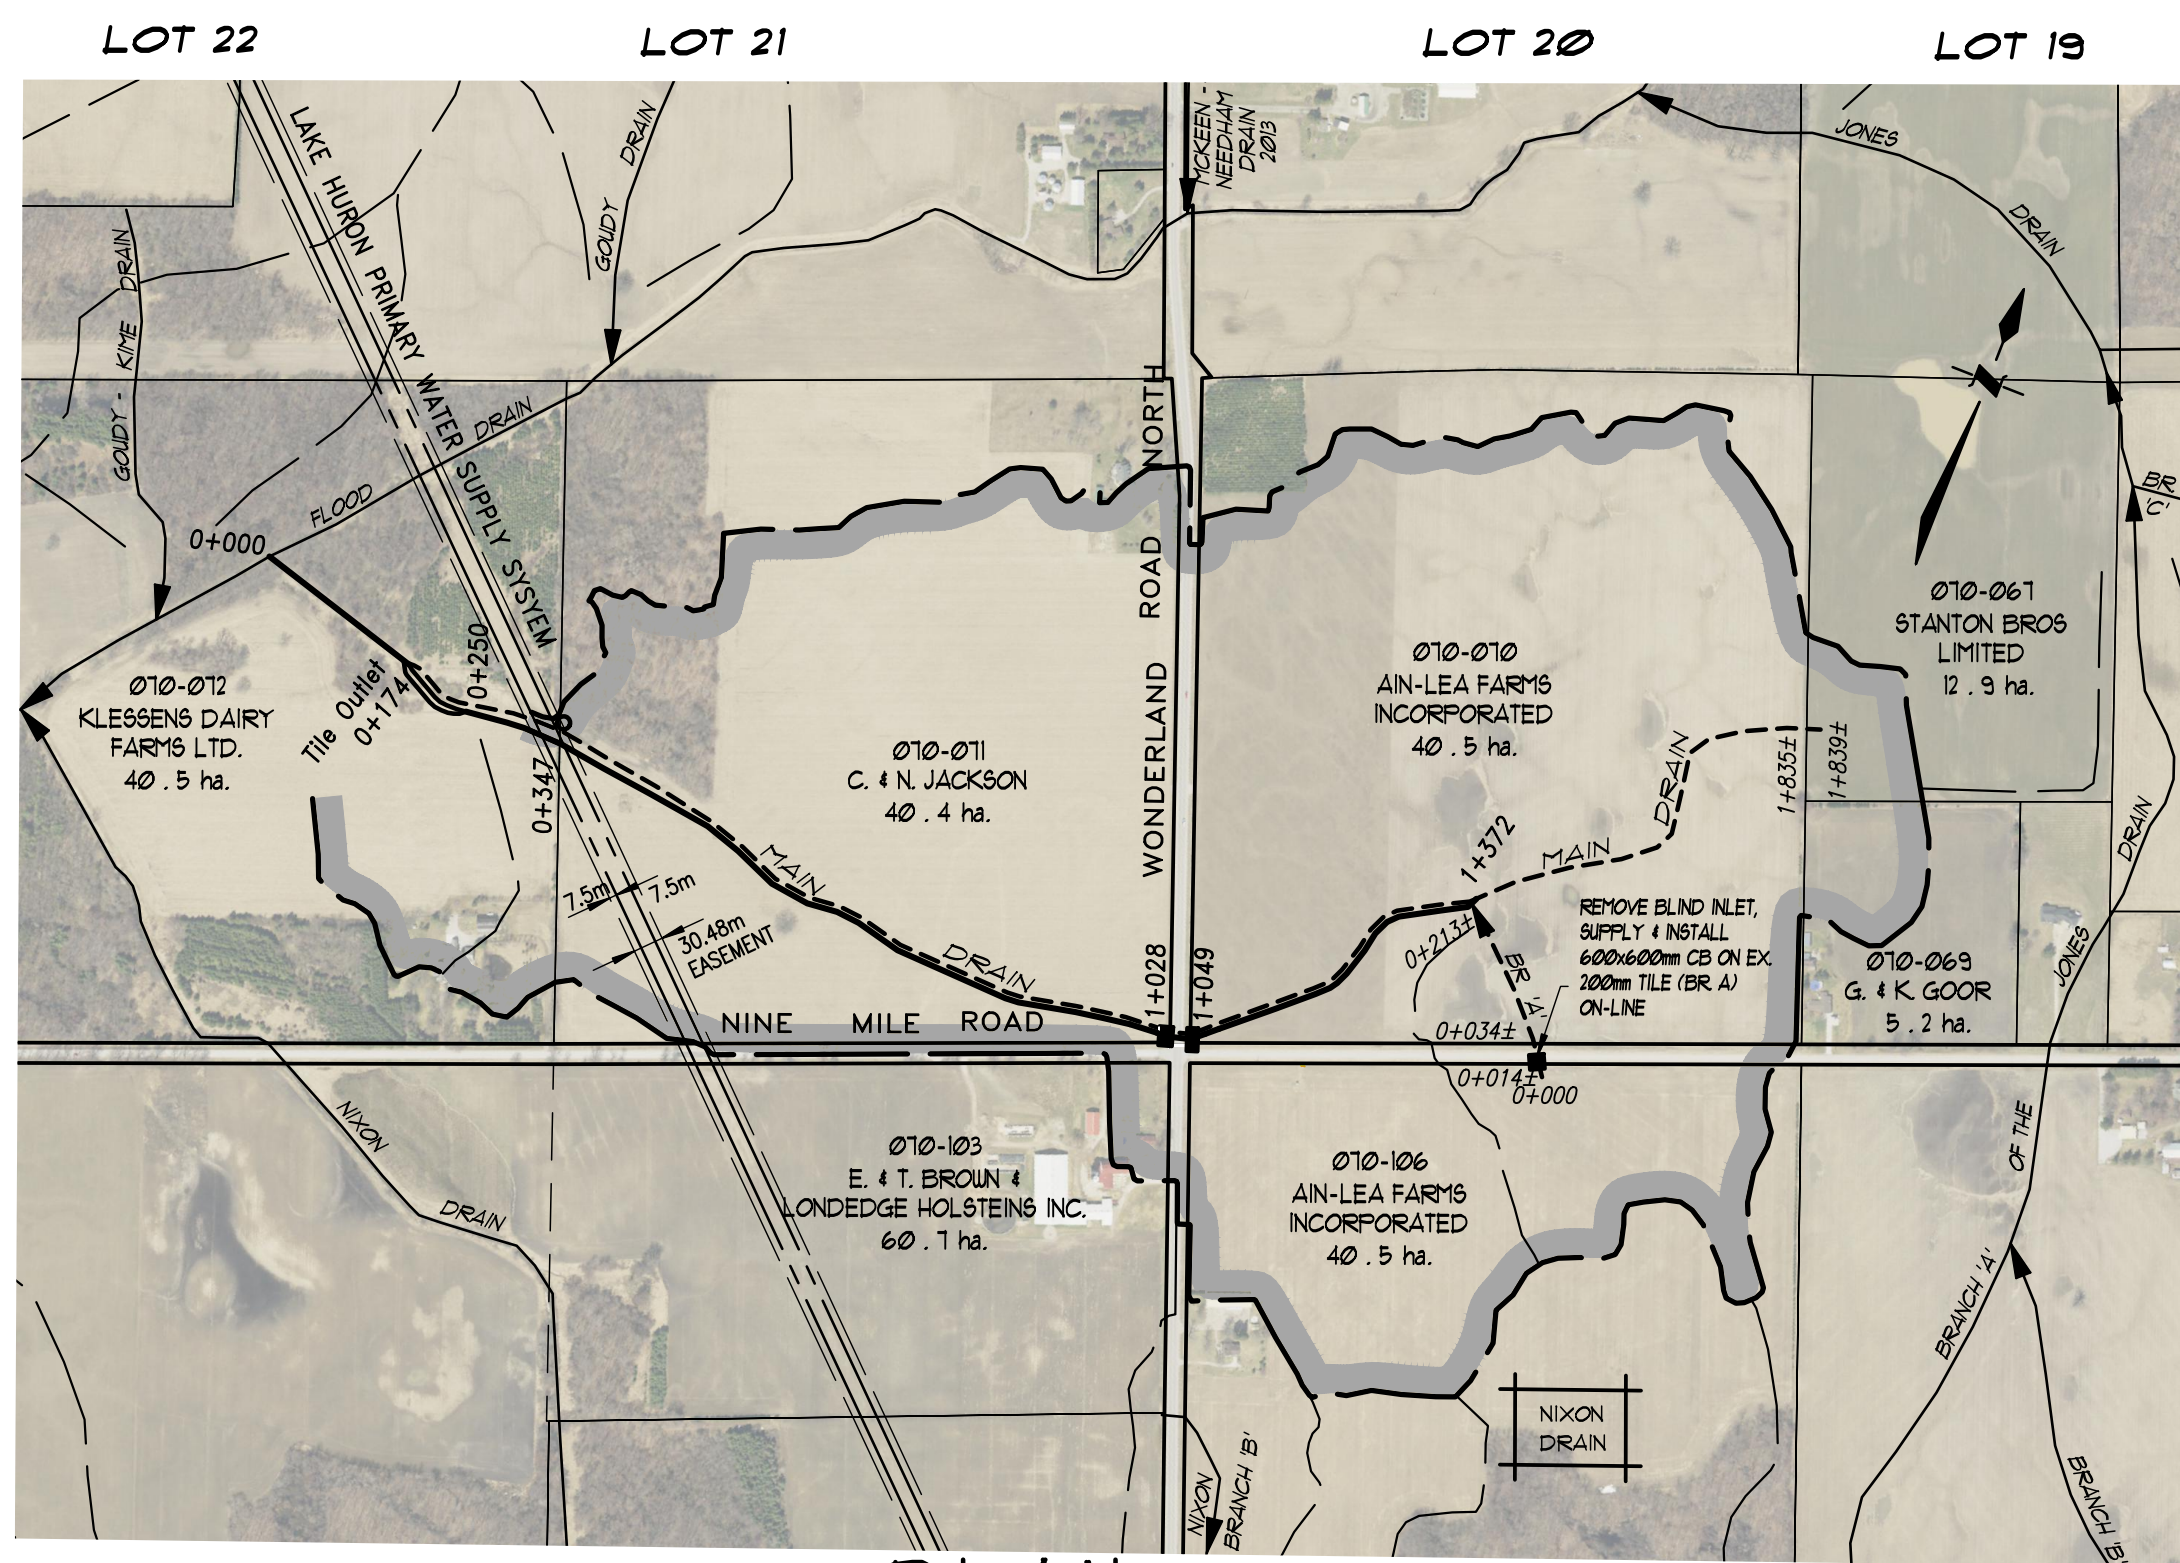 LOT 22
LOT 21
LOT 20
LOT 19
LAKE HURON PRIMARY WATER SUPPLY SYSYEM
GOUDY DRAIN
GOUDY - KIME DRAIN
MCKEEN -
NEEDHAM
DRAIN
2013
JONES DRAIN
FLOOD DRAIN
BR.
'C'
0+000
Tile Outlet
0+174
0+250
0+347
070-072
KLESSENS DAIRY
FARMS LTD.
40.5 ha.
070-071
C. & N. JACKSON
40.4 ha.
WONDERLAND ROAD NORTH
070-070
AIN-LEA FARMS
INCORPORATED
40.5 ha.
070-067
STANTON BROS
LIMITED
12.9 ha.
MAIN DRAIN
1+835±
1+839±
1+372
MAIN DRAIN
7.5m
7.5m
30.48m
EASEMENT
1+028
1+049
0+213±
BR 'A'
REMOVE BLIND INLET,
SUPPLY & INSTALL
600x600mm CB ON EX.
200mm TILE (BR. A)
ON-LINE
070-069
G. & K. GOOR
5.2 ha.
JONES DRAIN
NINE MILE ROAD
0+034±
0+014±
0+000
NIXON DRAIN
070-103
E. & T. BROWN &
LONDEDGE HOLSTEINS INC.
60.7 ha.
070-106
AIN-LEA FARMS
INCORPORATED
40.5 ha.
OF THE
BRANCH 'A'
NIXON
DRAIN
NIXON
BRANCH 'B'
BRANCH 'B'